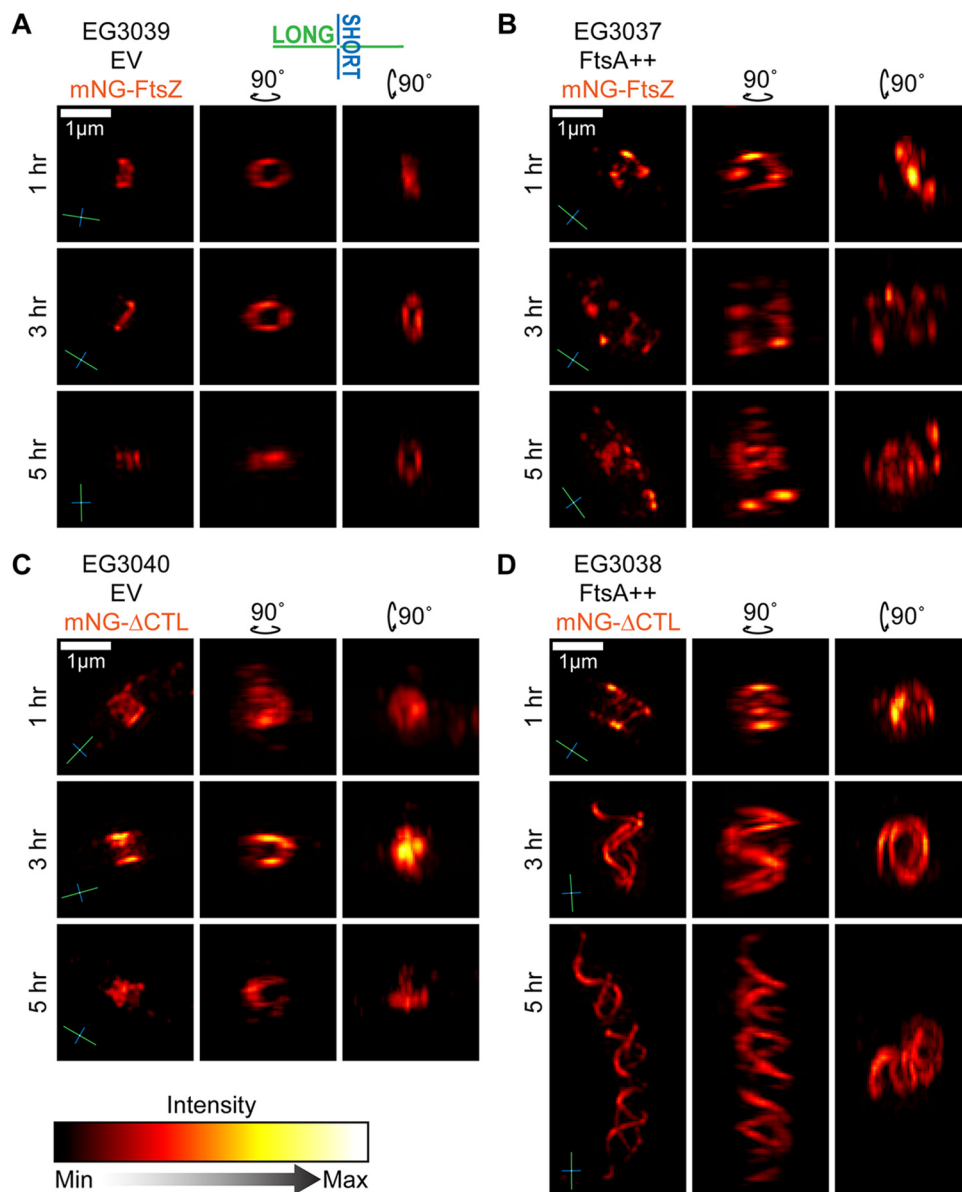 A
EG3039
EV
mNG-FtsZ
LONG
SHORT
90°
90°
1μm
1 hr
3 hr
5 hr
B
EG3037
FtsA++
mNG-FtsZ
90°
90°
1μm
1 hr
3 hr
5 hr
C
EG3040
EV
mNG-ΔCTL
90°
90°
1μm
1 hr
3 hr
5 hr
D
EG3038
FtsA++
mNG-ΔCTL
90°
90°
1μm
1 hr
3 hr
5 hr
Intensity
Min
Max